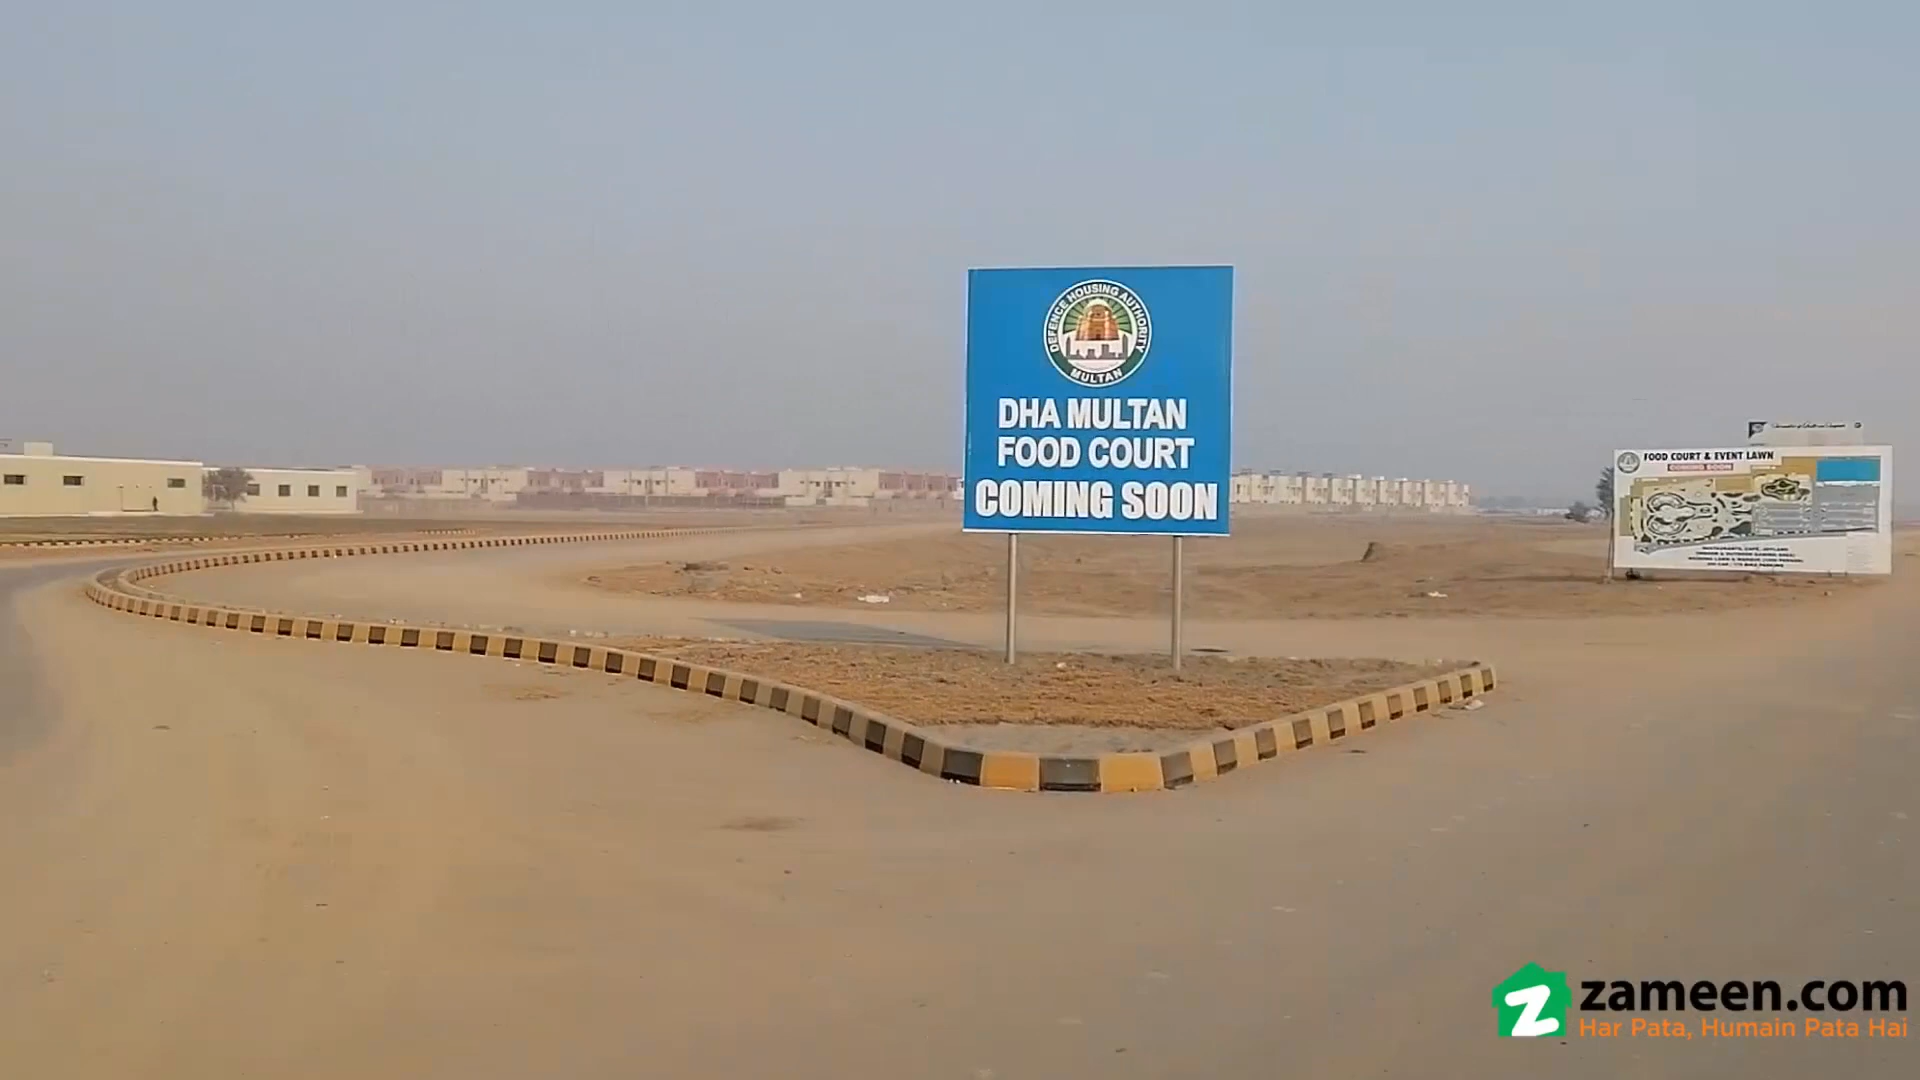 DEFENCE HOUSING AUTHORITY
MULTAN
DHA MULTAN
FOOD COURT
COMING SOON
FOOD COURT & EVENT LAWN
COMING SOON
zameen.com
Har Pata, Humain Pata Hai